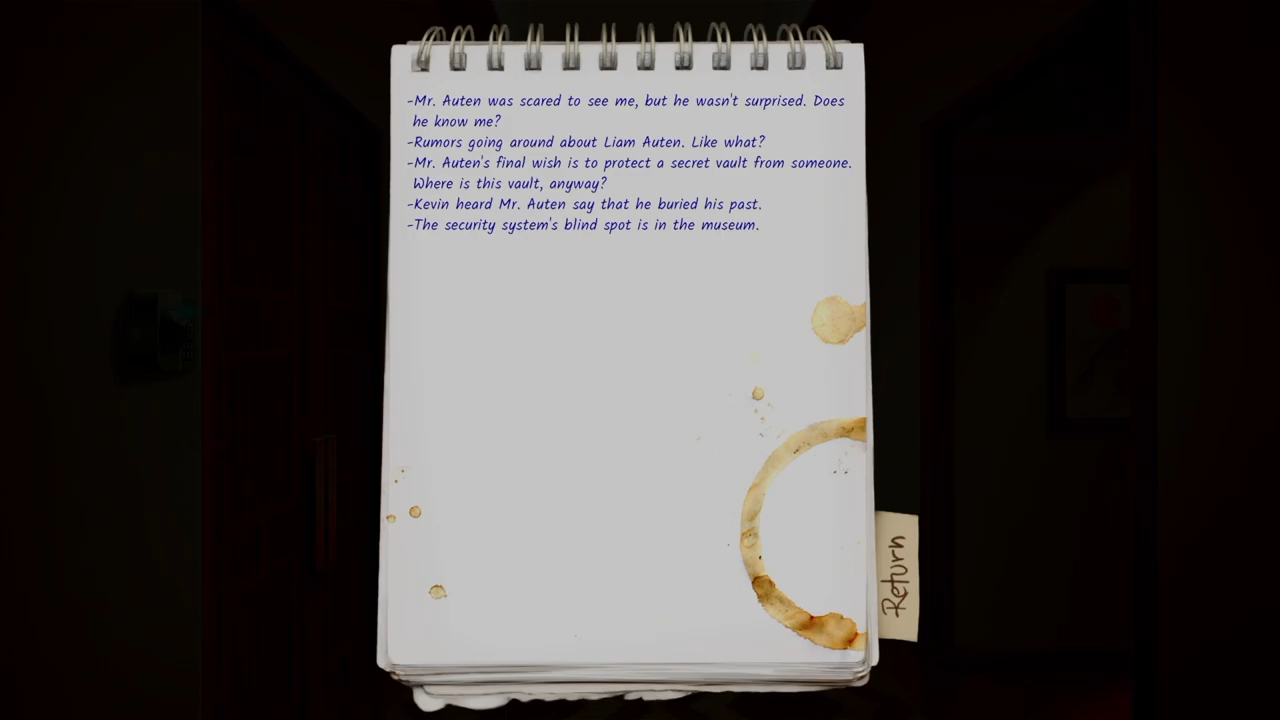 -Mr. Auten was scared to see me, but he wasn't surprised. Does
he know me?
-Rumors going around about Liam Auten. Like what?
-Mr. Auten's final wish is to protect a secret vault from someone.
Where is this vault, anyway?
-Kevin heard Mr. Auten say that he buried his past.
-The security system's blind spot is in the museum.
Return